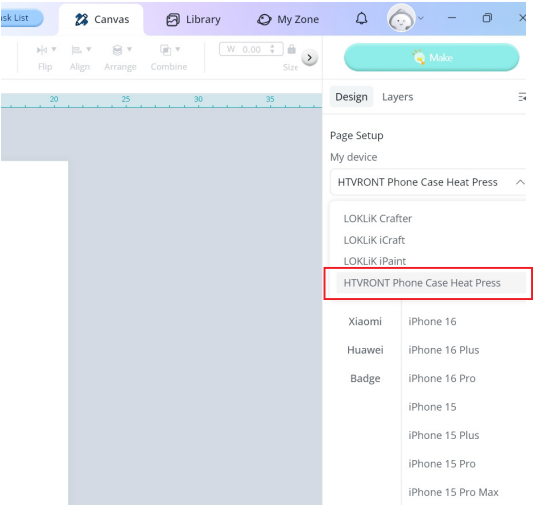 sk List
Canvas
Library
My Zone
Flip
Align
Arrange
Combine
W 0.00
Size
Make
20 25 30 35
Design Layers
Page Setup
My device
HTVRONT Phone Case Heat Press
LOKLiK Crafter
LOKLiK iCraft
LOKLiK iPaint
HTVRONT Phone Case Heat Press
Xiaomi
Huawei
Badge
iPhone 16
iPhone 16 Plus
iPhone 16 Pro
iPhone 15
iPhone 15 Plus
iPhone 15 Pro
iPhone 15 Pro Max